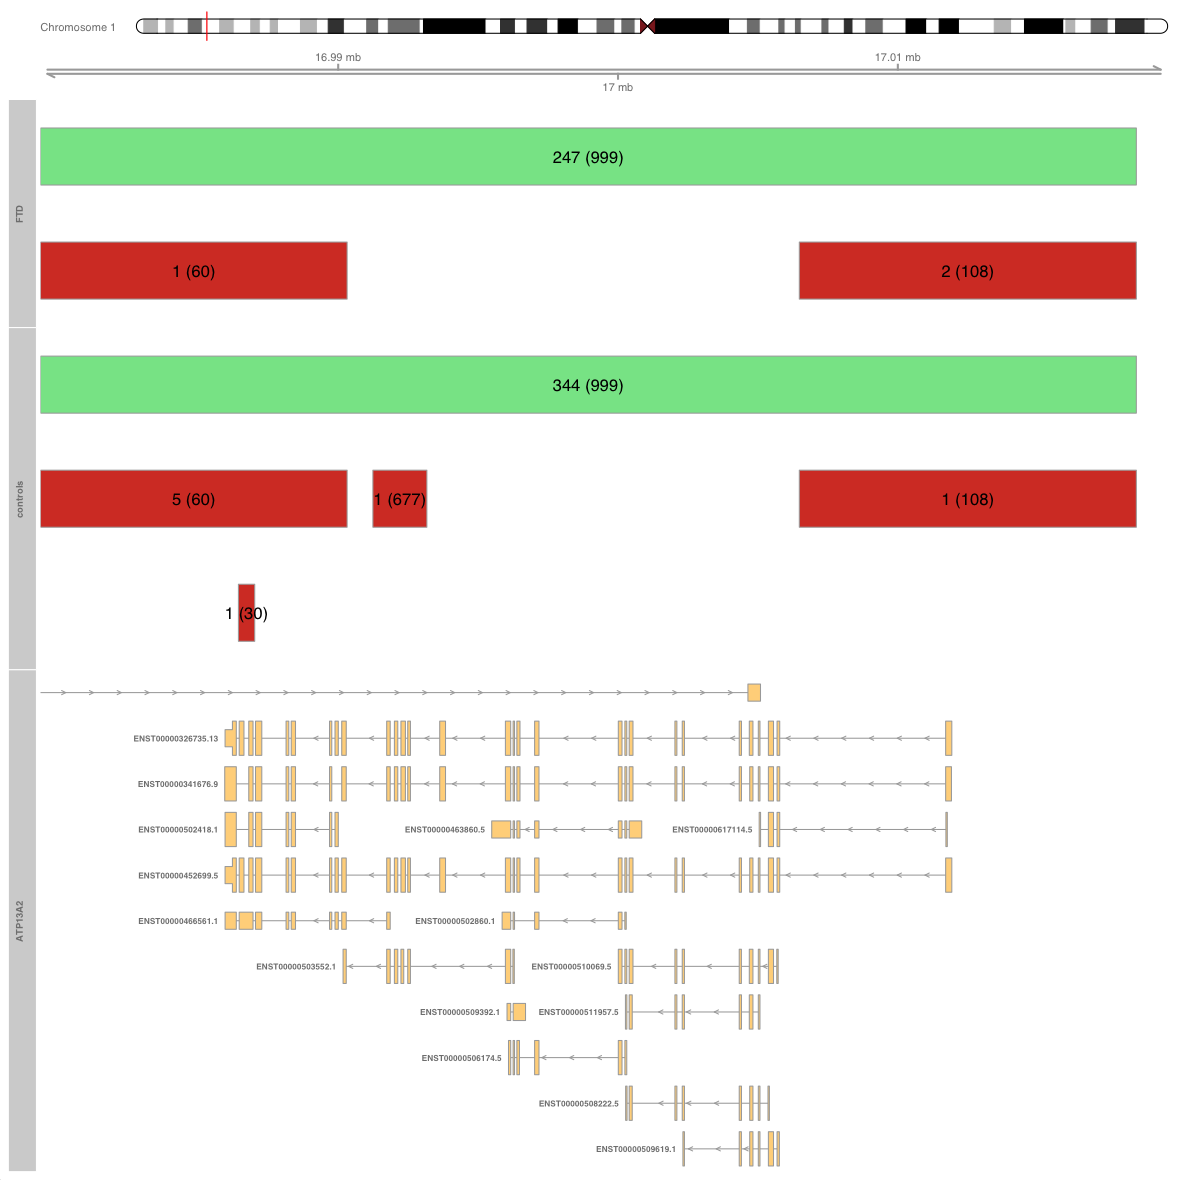 Chromosome 1
16.99 mb
17.01 mb
17 mb
FTD
247 (999)
1 (60)
2 (108)
controls
344 (999)
5 (60)
1 (677)
1 (108)
1 (30)
ATP13A2
ENST00000326735.13
ENST00000341676.9
ENST00000502418.1
ENST00000463860.5
ENST00000617114.5
ENST00000452699.5
ENST00000466561.1
ENST00000502860.1
ENST00000503552.1
ENST00000510069.5
ENST00000509392.1
ENST00000511957.5
ENST00000506174.5
ENST00000508222.5
ENST00000509619.1